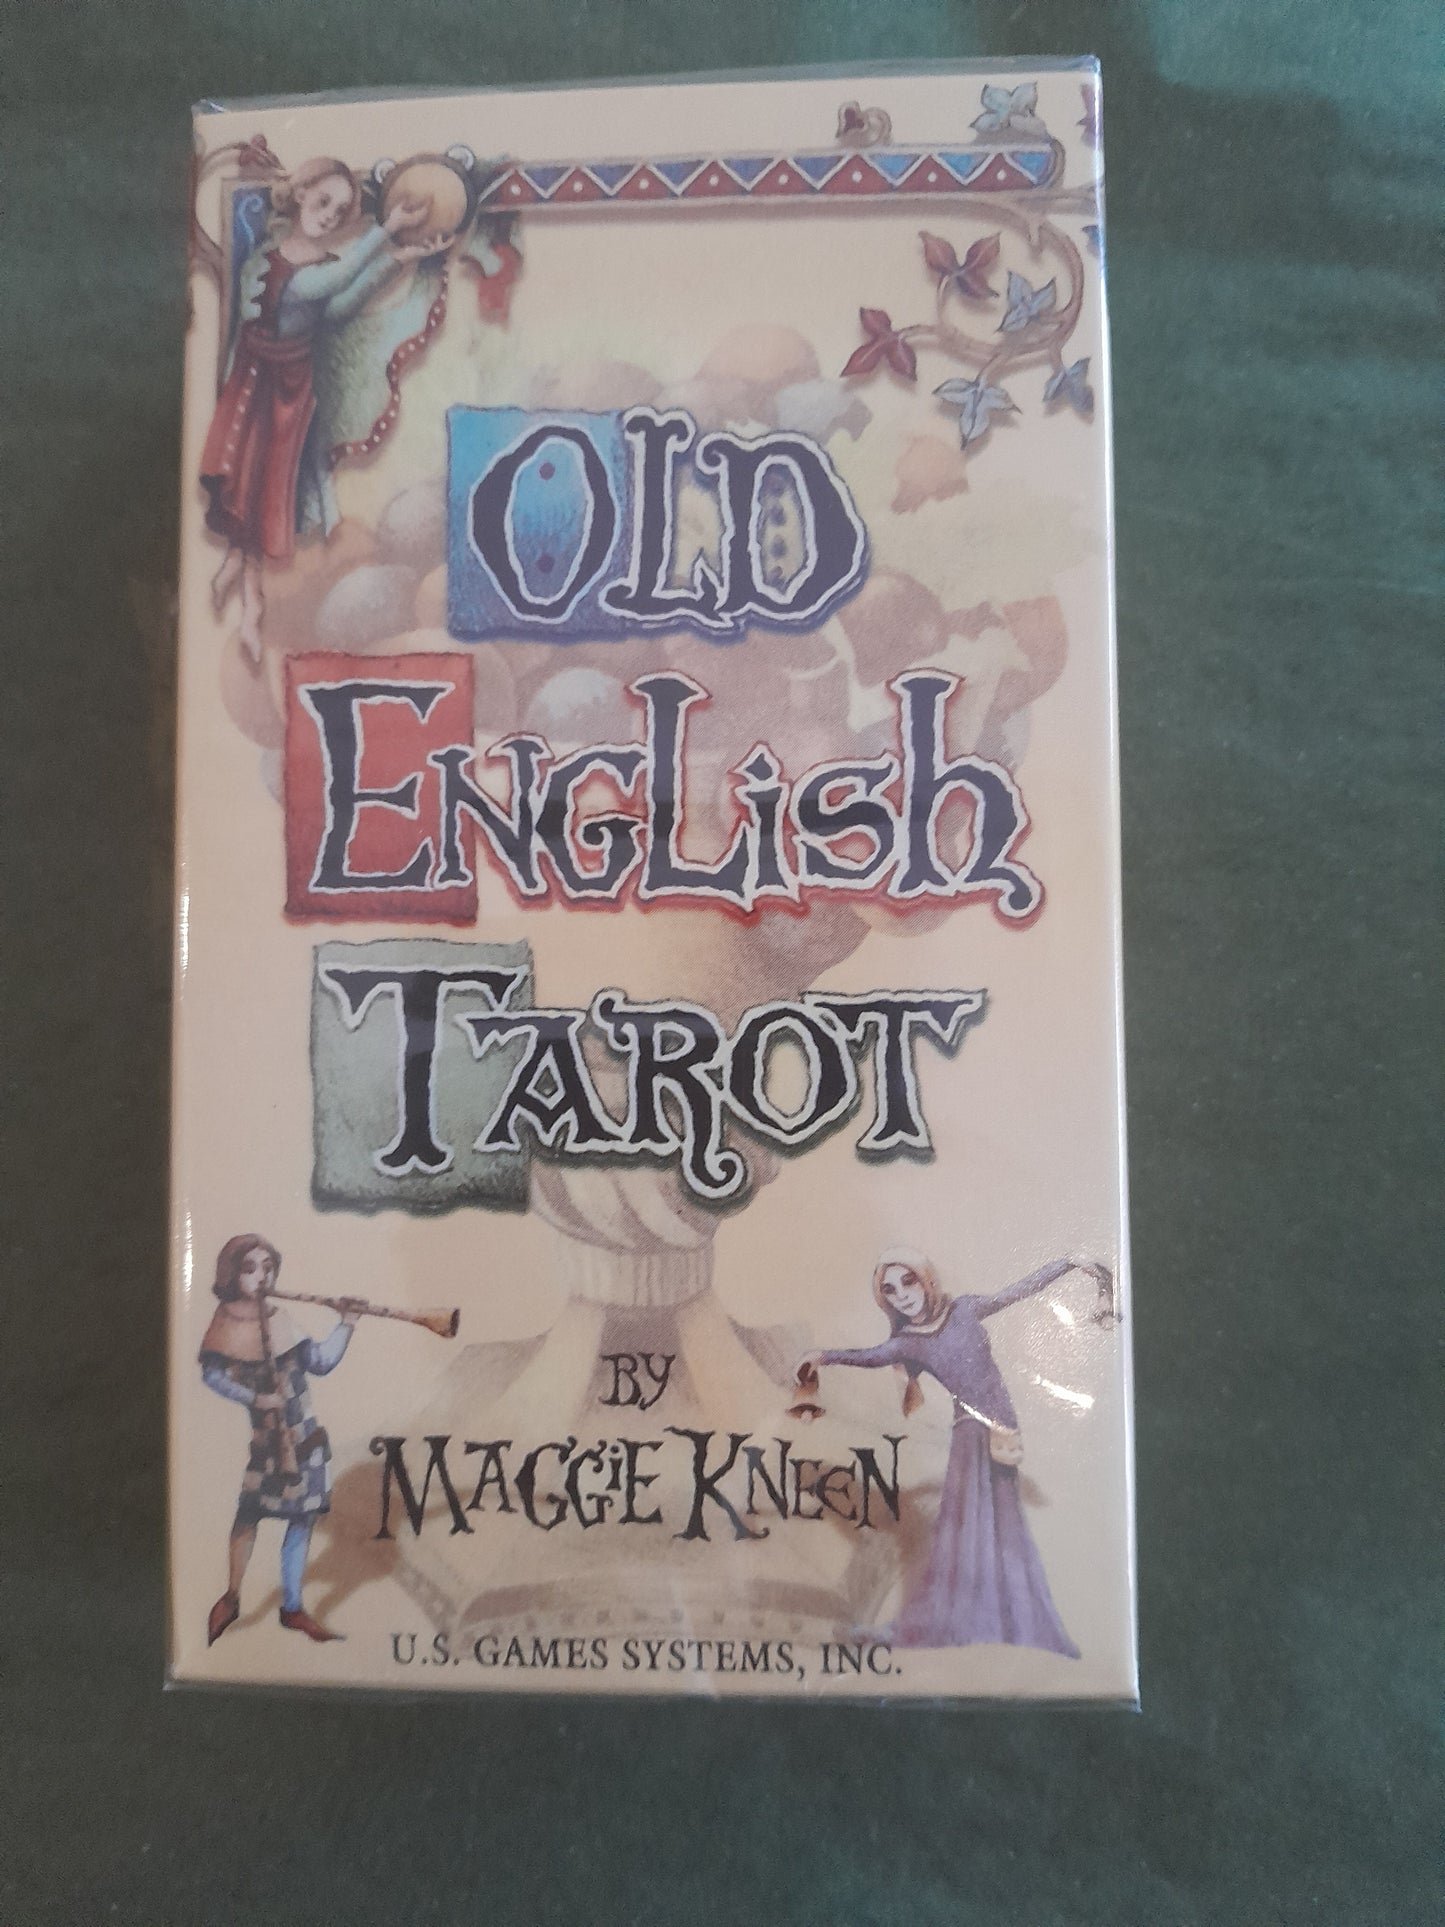 Old
English
Tarot
by
Maggie Kneen
U.S. GAMES SYSTEMS, INC.